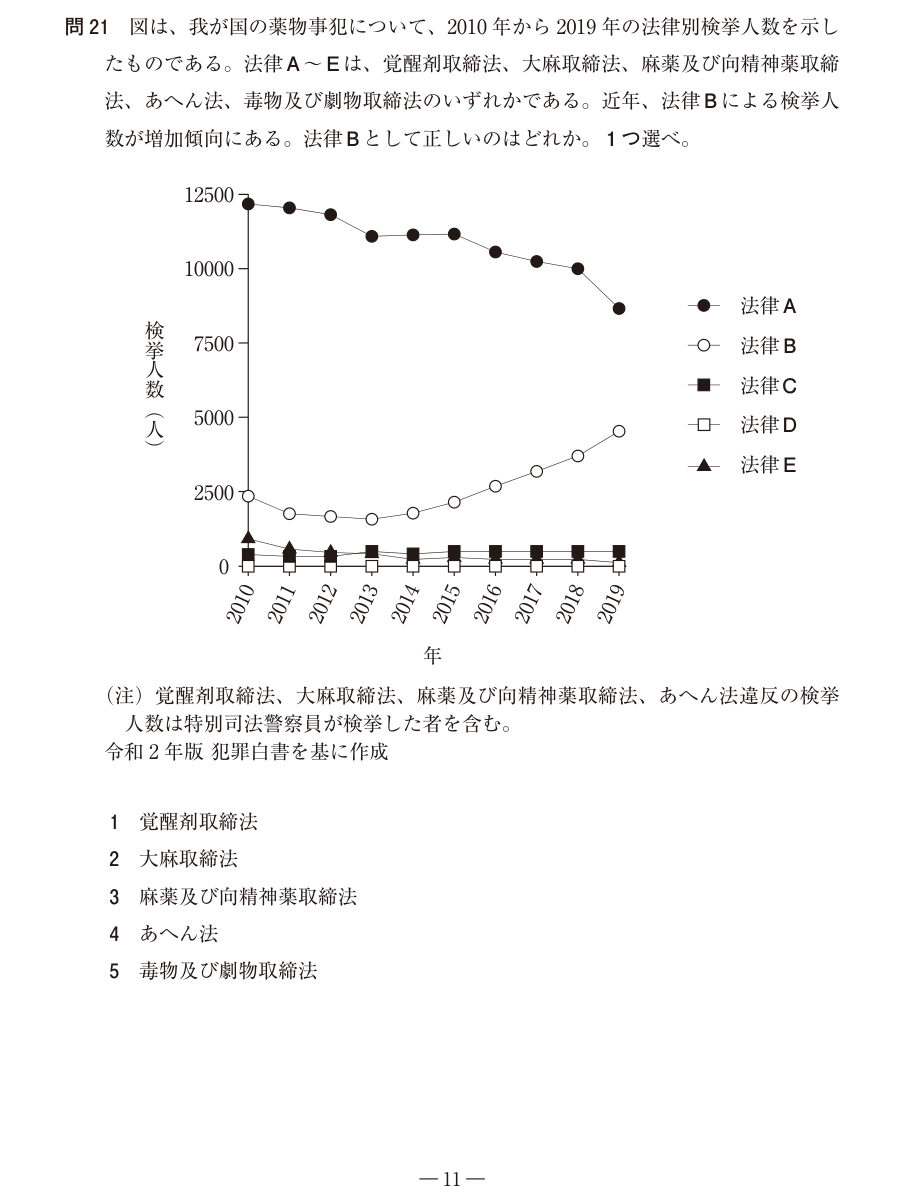 問 21　図は、我が国の薬物事犯について、2010 年から 2019 年の法律別検挙人数を示し
たものである。法律A～Eは、覚醒剤取締法、大麻取締法、麻薬及び向精神薬取締
法、あへん法、毒物及び劇物取締法のいずれかである。近年、法律Bによる検挙人
数が増加傾向にある。法律Bとして正しいのはどれか。1つ選べ。
12500
10000
7500
5000
2500
0
検挙人数（人）
2010 2011 2012 2013 2014 2015 2016 2017 2018 2019
年
法律A
法律B
法律C
法律D
法律E
（注）覚醒剤取締法、大麻取締法、麻薬及び向精神薬取締法、あへん法違反の検挙
人数は特別司法警察員が検挙した者を含む。
令和２年版 犯罪白書を基に作成
1　覚醒剤取締法
2　大麻取締法
3　麻薬及び向精神薬取締法
4　あへん法
5　毒物及び劇物取締法
― 11 ―